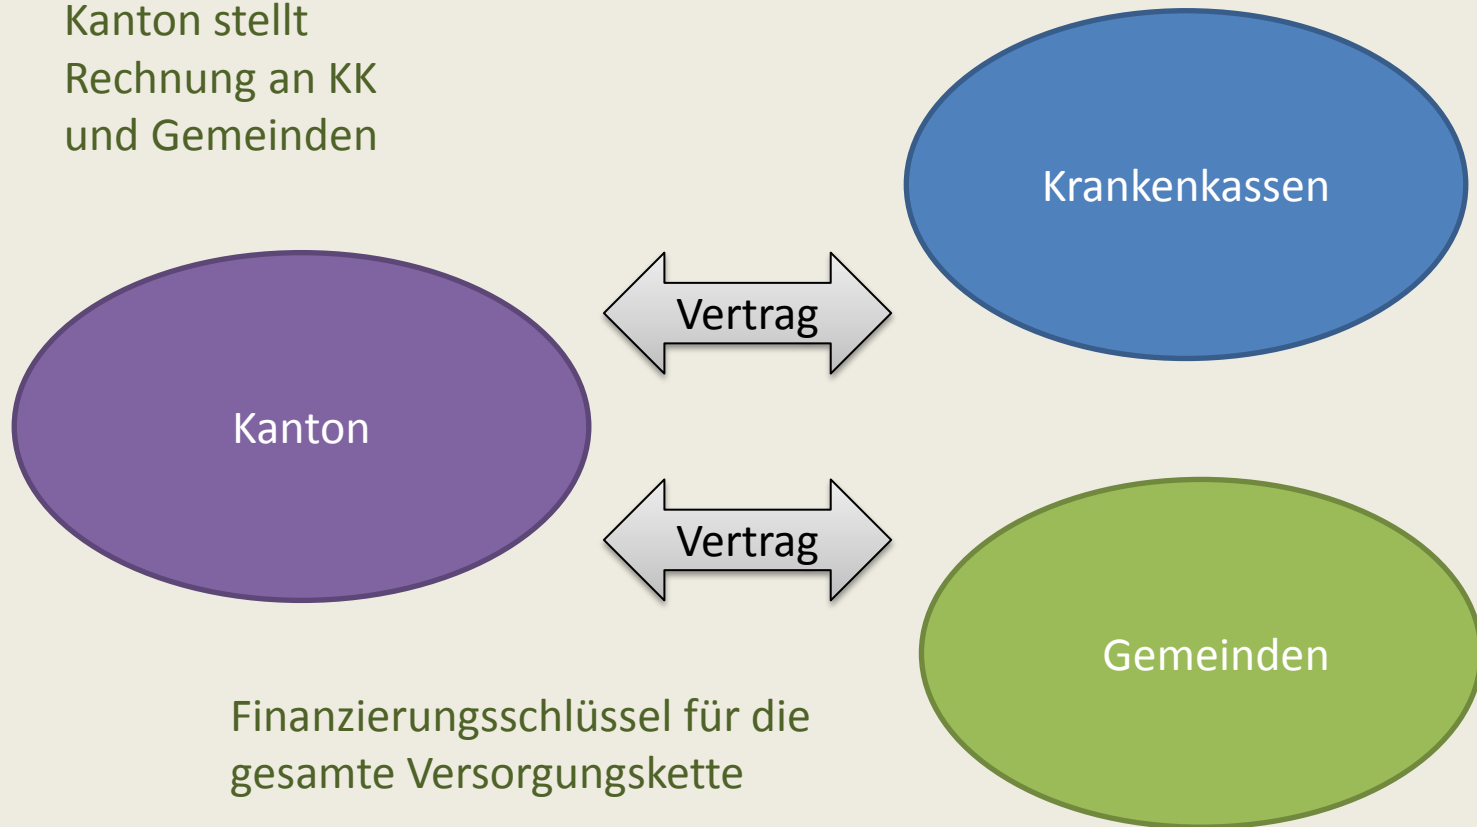 Kanton stellt
Rechnung an KK
und Gemeinden
Krankenkassen
Vertrag
Kanton
Vertrag
Gemeinden
Finanzierungsschlüssel für die
gesamte Versorgungskette